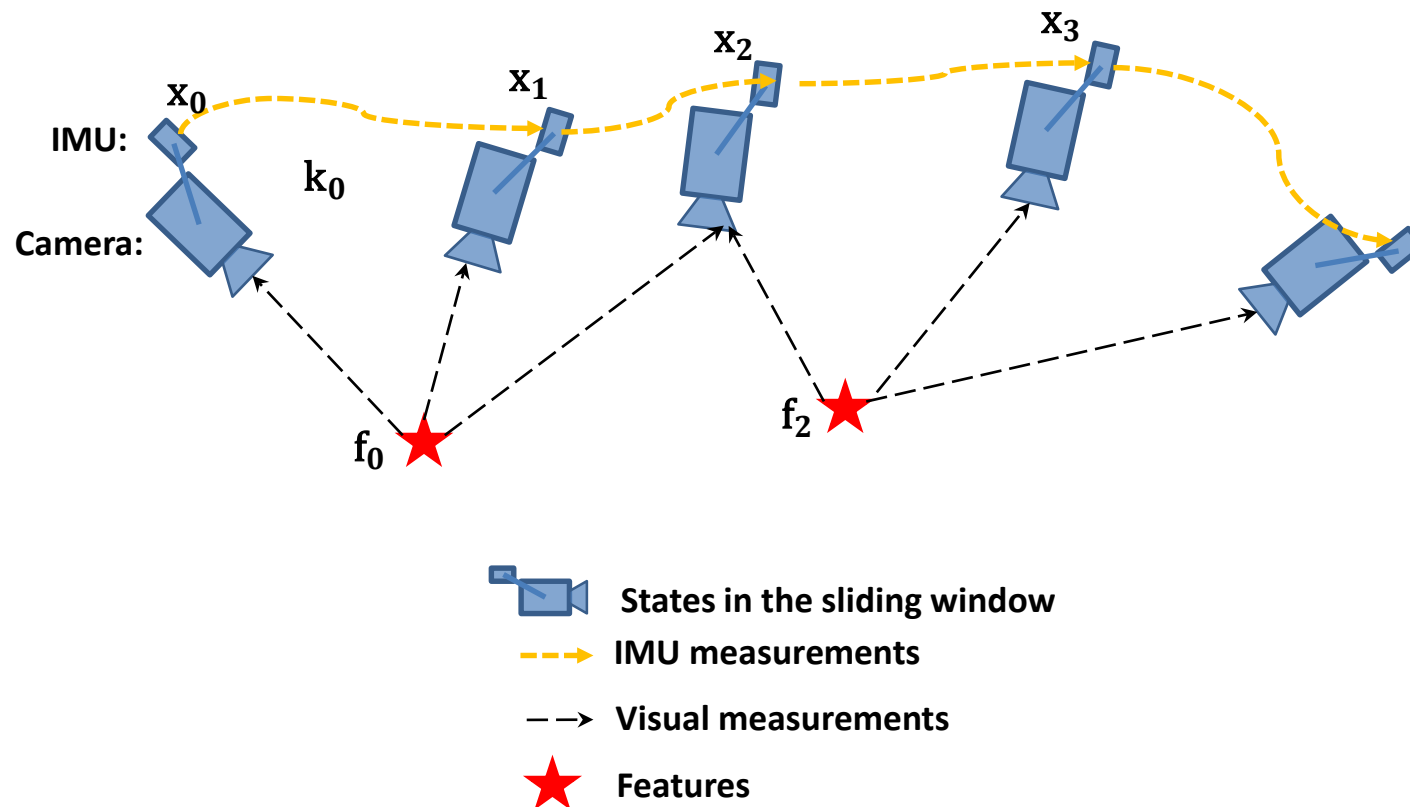 x₀
x₁
x₂
x₃
IMU:
k₀
Camera:
f₀
f₂
States in the sliding window
IMU measurements
Visual measurements
Features